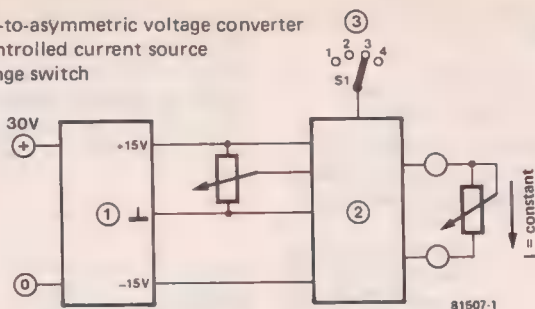 -to-asymmetric voltage converter
ntrolled current source
nge switch
3
1 2 3 4
S1
30V
+
+15V
1
⊥
2
I = constant
0
-15V
81507-1